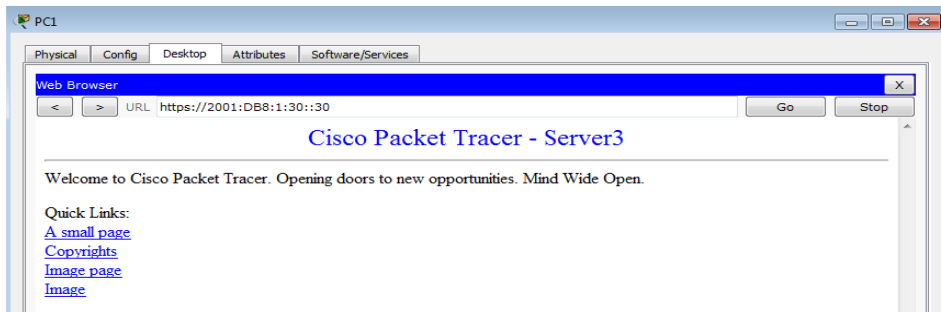 PC1
Physical Config Desktop Attributes Software/Services
Web Browser X
< > URL https://2001:DB8:1:30::30 Go Stop
Cisco Packet Tracer - Server3
Welcome to Cisco Packet Tracer. Opening doors to new opportunities. Mind Wide Open.
Quick Links:
A small page
Copyrights
Image page
Image